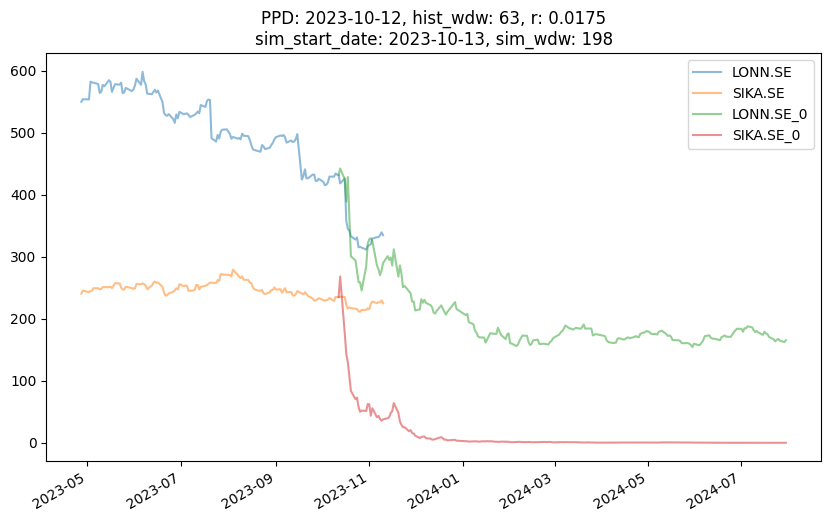 PPD: 2023-10-12, hist_wdw: 63, r: 0.0175
sim_start_date: 2023-10-13, sim_wdw: 198
LONN.SE
SIKA.SE
LONN.SE_0
SIKA.SE_0
600
500
400
300
200
100
0
2023-05
2023-07
2023-09
2023-11
2024-01
2024-03
2024-05
2024-07